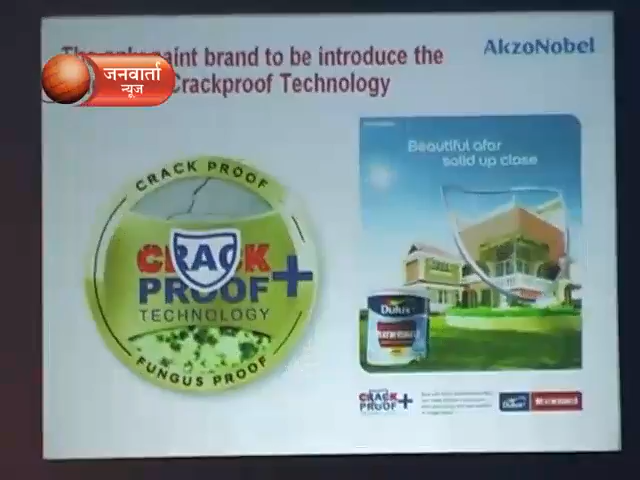 The only paint brand to be introduce the
Crackproof Technology
AkzoNobel
जनवार्ता
न्यूज
CRACK PROOF
CRACK
PROOF+
TECHNOLOGY
FUNGUS PROOF
Beautiful afar
solid up close
Dulux
CRACK
PROOF+
Dulux